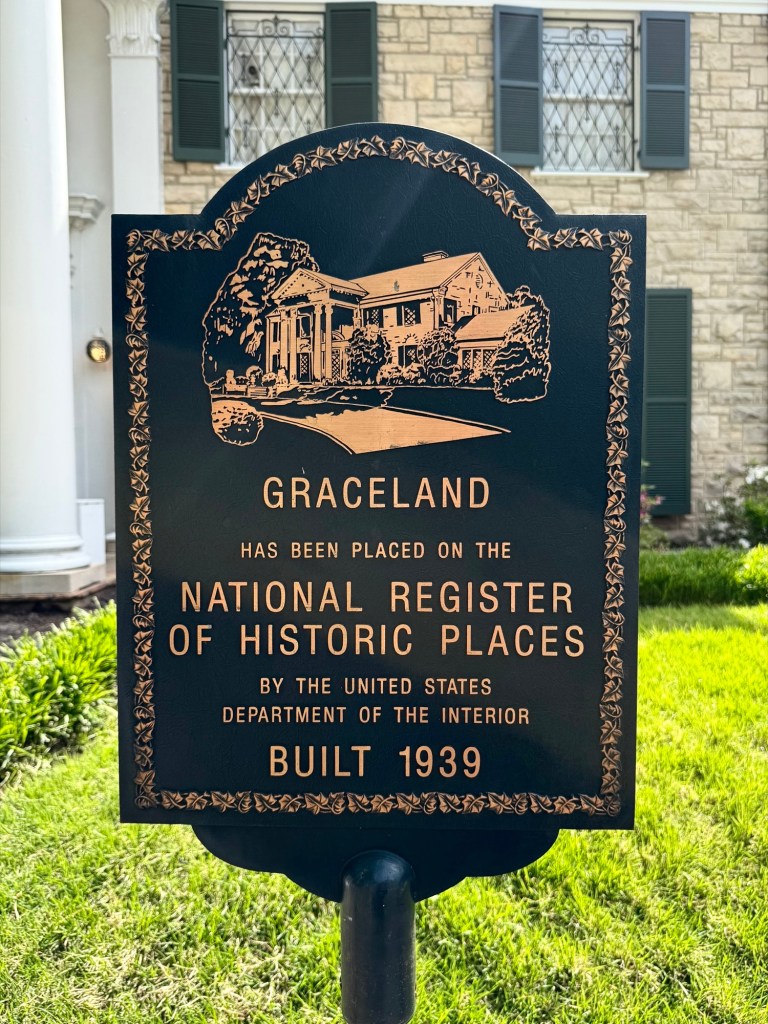 GRACELAND
HAS BEEN PLACED ON THE
NATIONAL REGISTER
OF HISTORIC PLACES
BY THE UNITED STATES
DEPARTMENT OF THE INTERIOR
BUILT 1939